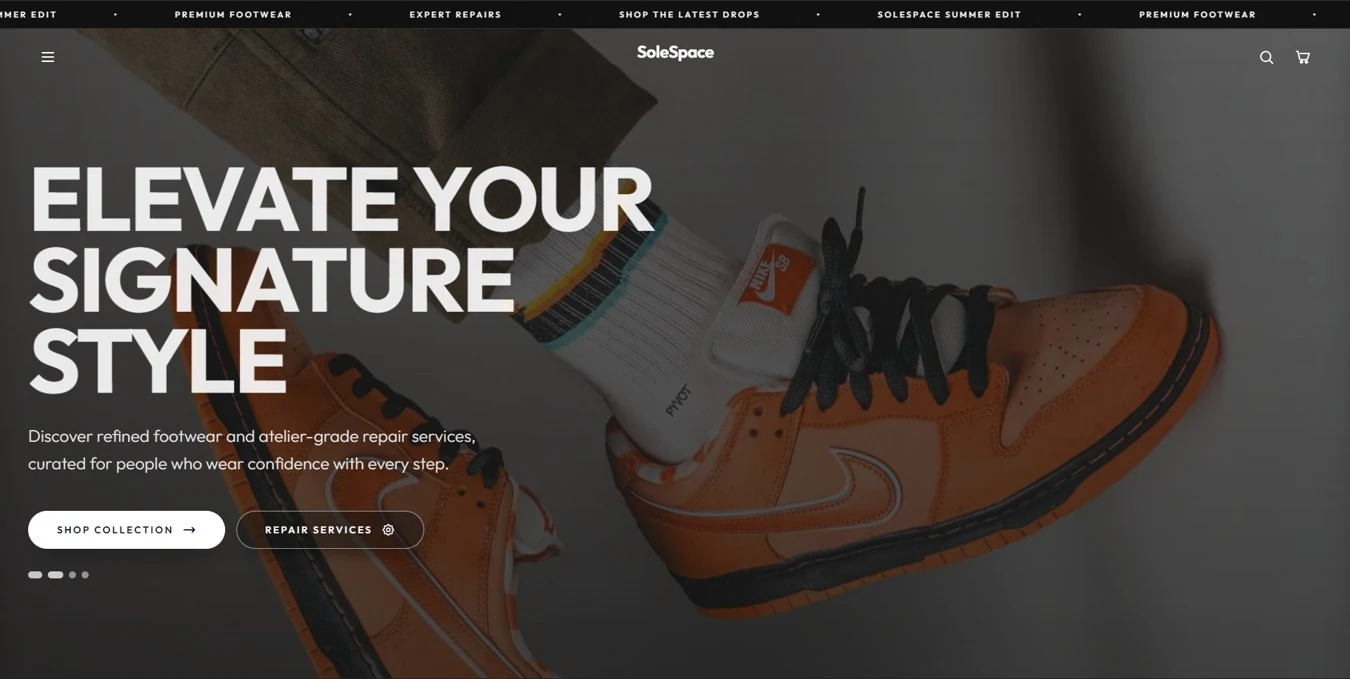 MMER EDIT • PREMIUM FOOTWEAR • EXPERT REPAIRS • SHOP THE LATEST DROPS • SOLESPACE SUMMER EDIT • PREMIUM FOOTWEAR •
SoleSpace
ELEVATE YOUR
SIGNATURE
STYLE
NIKE
SB
PYVOT
Discover refined footwear and atelier-grade repair services,
curated for people who wear confidence with every step.
SHOP COLLECTION →
REPAIR SERVICES